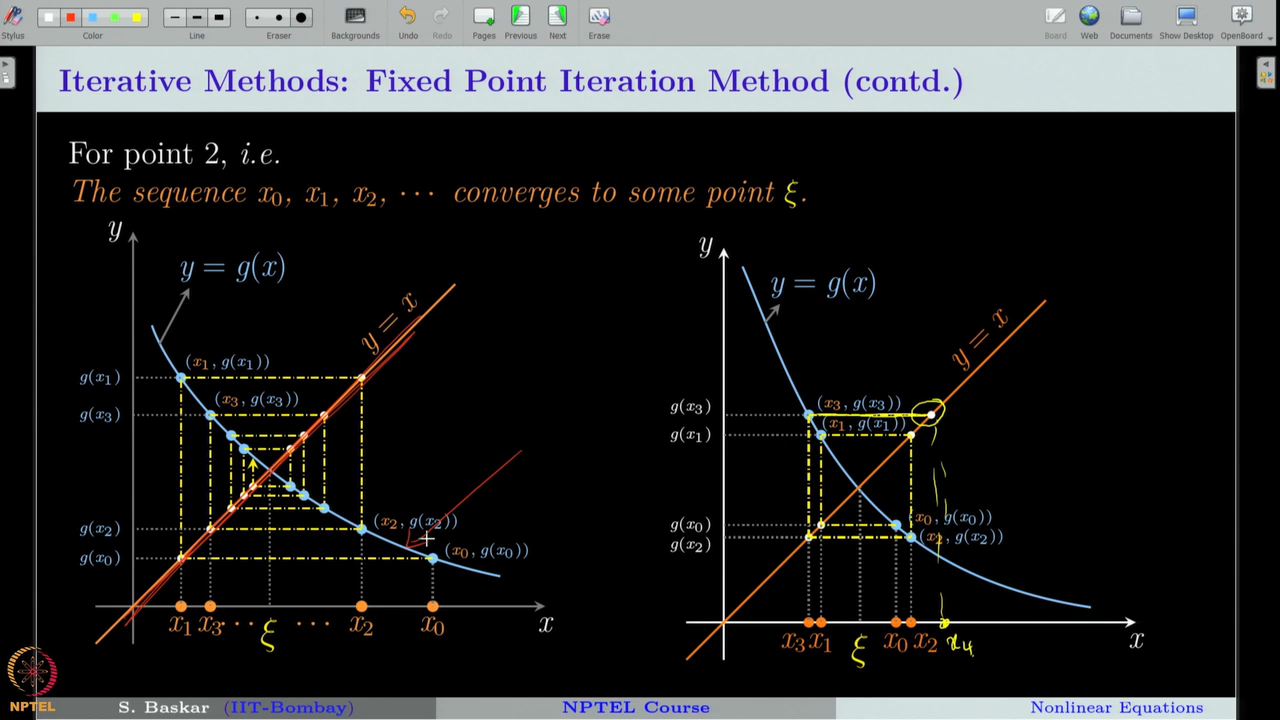 Stylus Color Line Eraser Backgrounds Undo Redo Pages Previous Next Erase Board Web Documents Show Desktop OpenBoard
Iterative Methods: Fixed Point Iteration Method (contd.)
For point 2, i.e.
The sequence x₀, x₁, x₂, ⋯ converges to some point ξ.
y
y = g(x)
y = x
(x₁, g(x₁))
g(x₁)
(x₃, g(x₃))
g(x₃)
(x₂, g(x₂))
g(x₂)
(x₀, g(x₀))
g(x₀)
x₁ x₃ ⋯ ξ ⋯ x₂ x₀ x
y
y = g(x)
y = x
(x₃, g(x₃))
g(x₃)
(x₁, g(x₁))
g(x₁)
(x₀, g(x₀))
g(x₀)
(x₂, g(x₂))
g(x₂)
x₃ x₁ ξ x₀ x₂ x₄ x
NPTEL
S. Baskar (IIT-Bombay) NPTEL Course Nonlinear Equations